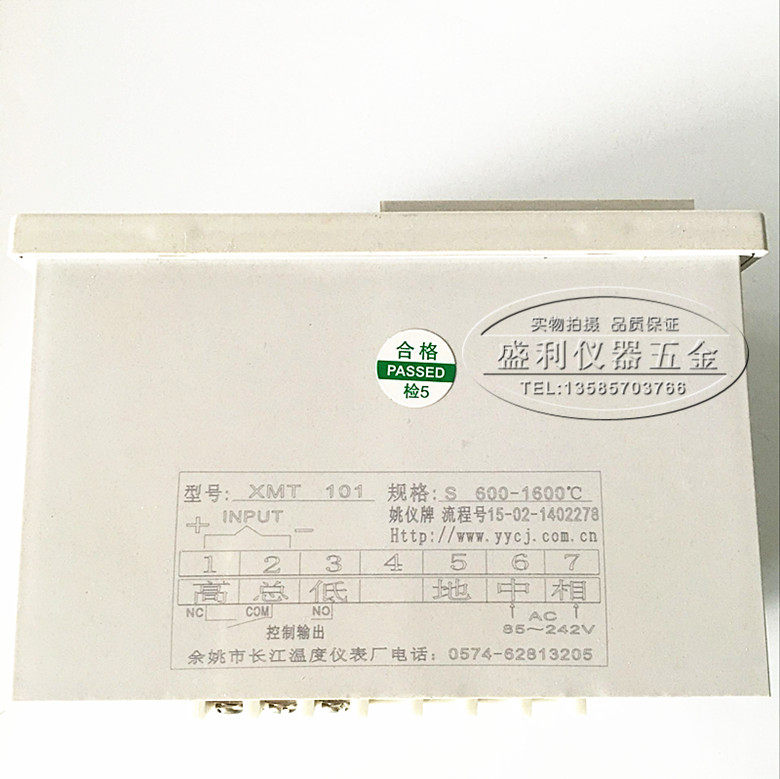 实物拍摄 品质保证
盛利仪器五金
TEL:13585703766
合格
PASSED
检5
型号: XMT 101 规格: S 600-1600℃
+ INPUT −
姚仪牌 流程号15-02-1402278
Http://www.yycj.com.cn
1 2 3 4 5 6 7
高 总 低 地 中 相
NC COM NO
AC
控制输出
85~242V
余姚市长江温度仪表厂电话: 0574-62813205